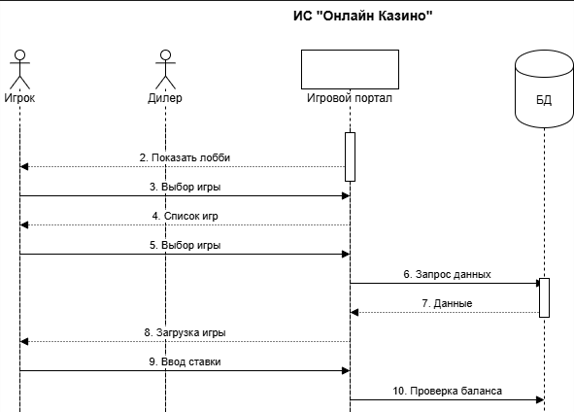 ИС "Онлайн Казино"
Игрок
Дилер
Игровой портал
БД
2. Показать лобби
3. Выбор игры
4. Список игр
5. Выбор игры
6. Запрос данных
7. Данные
8. Загрузка игры
9. Ввод ставки
10. Проверка баланса